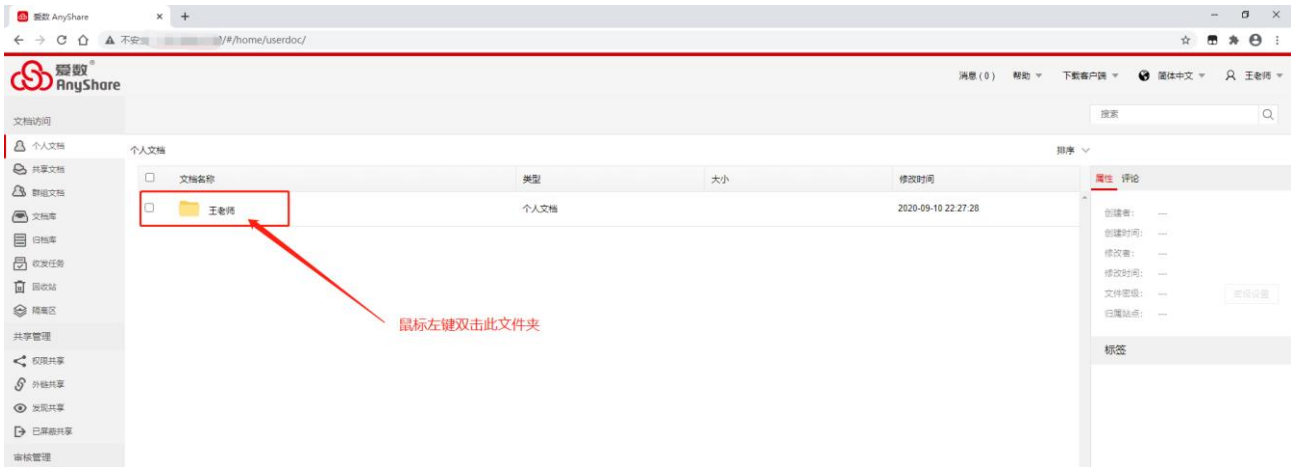 爱数 AnyShare
不安全
/#/home/userdoc/
爱数®
AnyShare
消息(0) 帮助 下载客户端 简体中文 王老师
文档访问
搜索
个人文档
共享文档
群组文档
文档库
归档库
收发任务
回收站
隔离区
共享管理
权限共享
外链共享
发现共享
已屏蔽共享
审核管理
个人文档 排序
文档名称 类型 大小 修改时间
王老师 个人文档 2020-09-10 22:27:28
鼠标左键双击此文件夹
属性 评论
创建者: ---
创建时间: ---
修改者: ---
修改时间: ---
文件密级: ---
归属站点: ---
标签